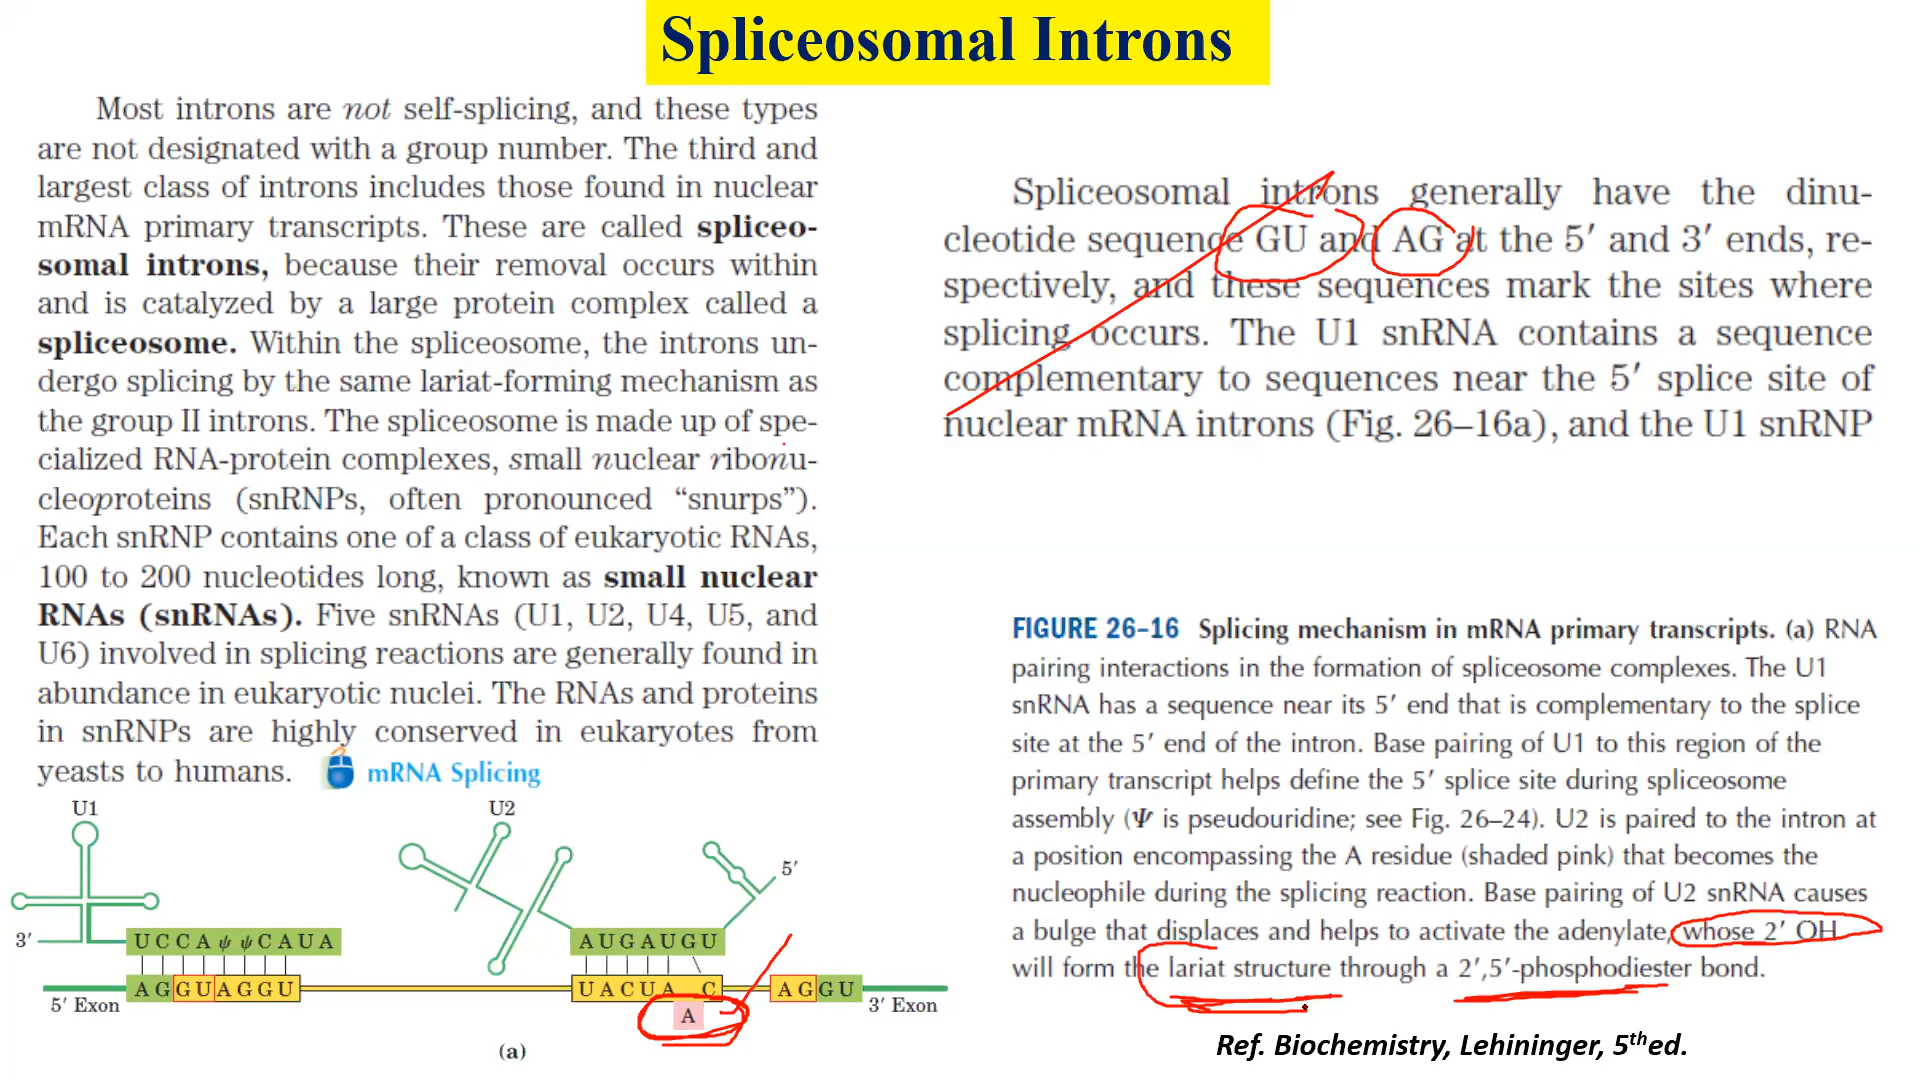 Spliceosomal Introns
Most introns are not self-splicing, and these types
are not designated with a group number. The third and
largest class of introns includes those found in nuclear
mRNA primary transcripts. These are called spliceo-
somal introns, because their removal occurs within
and is catalyzed by a large protein complex called a
spliceosome. Within the spliceosome, the introns un-
dergo splicing by the same lariat-forming mechanism as
the group II introns. The spliceosome is made up of spe-
cialized RNA-protein complexes, small nuclear ribonu-
cleoproteins (snRNPs, often pronounced “snurps”).
Each snRNP contains one of a class of eukaryotic RNAs,
100 to 200 nucleotides long, known as small nuclear
RNAs (snRNAs). Five snRNAs (U1, U2, U4, U5, and
U6) involved in splicing reactions are generally found in
abundance in eukaryotic nuclei. The RNAs and proteins
in snRNPs are highly conserved in eukaryotes from
yeasts to humans. mRNA Splicing
U1
U2
5′
3′
UCCAψψCAUA
AUGAUGU
5′ Exon
AGGUAGGU
UACUA C
A
AGGU
3′ Exon
(a)
Spliceosomal introns generally have the dinu-
cleotide sequence GU and AG at the 5′ and 3′ ends, re-
spectively, and these sequences mark the sites where
splicing occurs. The U1 snRNA contains a sequence
complementary to sequences near the 5′ splice site of
nuclear mRNA introns (Fig. 26–16a), and the U1 snRNP
FIGURE 26–16 Splicing mechanism in mRNA primary transcripts. (a) RNA
pairing interactions in the formation of spliceosome complexes. The U1
snRNA has a sequence near its 5′ end that is complementary to the splice
site at the 5′ end of the intron. Base pairing of U1 to this region of the
primary transcript helps define the 5′ splice site during spliceosome
assembly (Ψ is pseudouridine; see Fig. 26–24). U2 is paired to the intron at
a position encompassing the A residue (shaded pink) that becomes the
nucleophile during the splicing reaction. Base pairing of U2 snRNA causes
a bulge that displaces and helps to activate the adenylate, whose 2′ OH
will form the lariat structure through a 2′,5′-phosphodiester bond.
Ref. Biochemistry, Lehininger, 5thed.